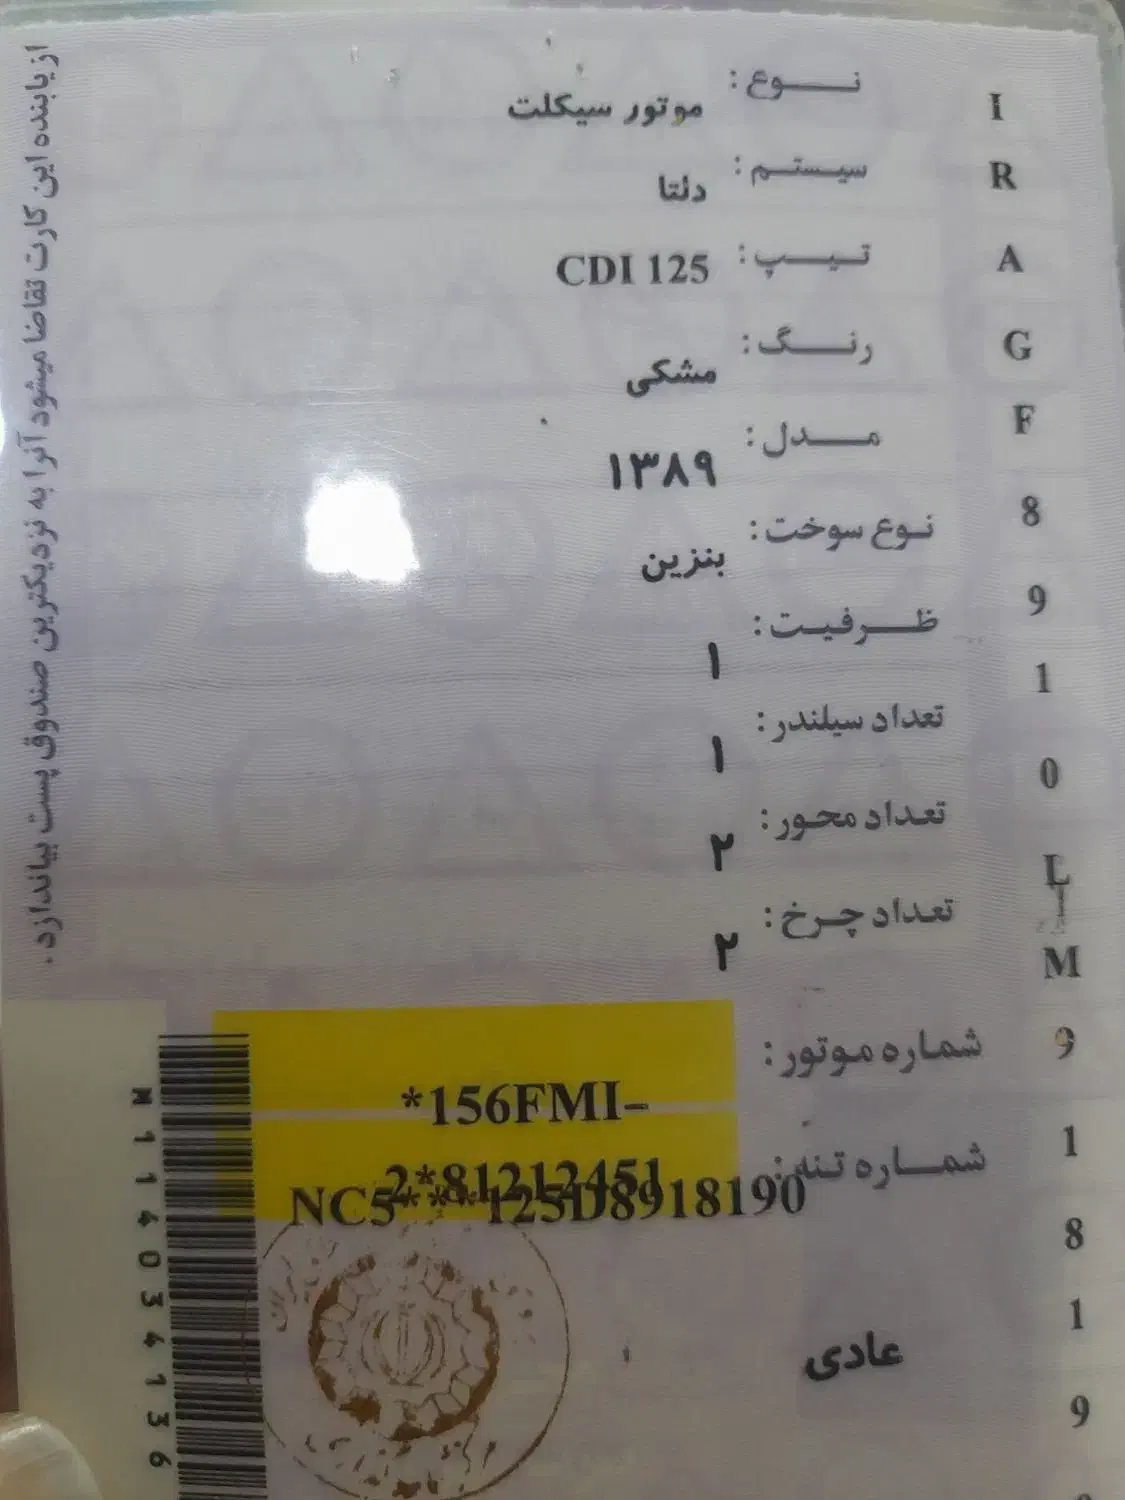 نوع:
موتور سیکلت
سیستم:
دلتا
تیپ:
CDI 125
رنگ:
مشکی
مدل:
۱۳۸۹
نوع سوخت:
بنزین
ظرفیت:
۱
تعداد سیلندر:
۱
تعداد محور:
۲
تعداد چرخ:
۲
شماره موتور:
*156FMI-
2*81212451
شماره تنه:
NC5***125D8918190
عادی
I
R
A
G
F
8
9
1
0
L
M
9
1
8
1
9
از یابنده این کارت تقاضا میشود آنرا به نزدیکترین صندوق پست بیاندازد.
M 1 1 4 0 3 4 1 3 6